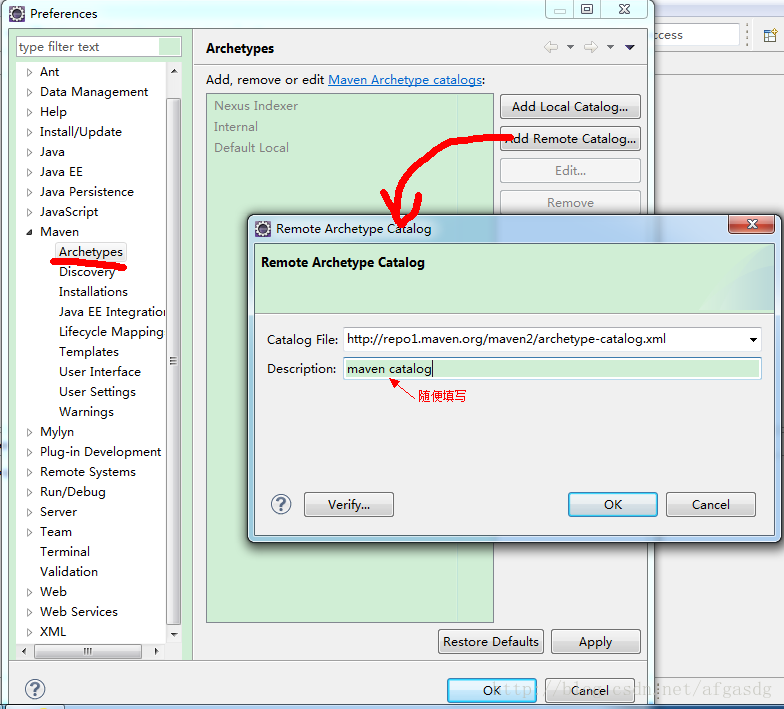 Preferences
type filter text
Archetypes
cess
Ant
Data Management
Help
Install/Update
Java
Java EE
Java Persistence
JavaScript
Maven
Archetypes
Discovery
Installations
Java EE Integratio
Lifecycle Mapping
Templates
User Interface
User Settings
Warnings
Mylyn
Plug-in Development
Remote Systems
Run/Debug
Server
Team
Terminal
Validation
Web
Web Services
XML
Add, remove or edit Maven Archetype catalogs:
Nexus Indexer
Internal
Default Local
Add Local Catalog...
Add Remote Catalog...
Edit...
Remove
Remote Archetype Catalog
Remote Archetype Catalog
Catalog File: http://repo1.maven.org/maven2/archetype-catalog.xml
Description: maven catalog
随便填写
Verify...
OK
Cancel
Restore Defaults
Apply
OK
Cancel
http://blog.csdn.net/afgasdg